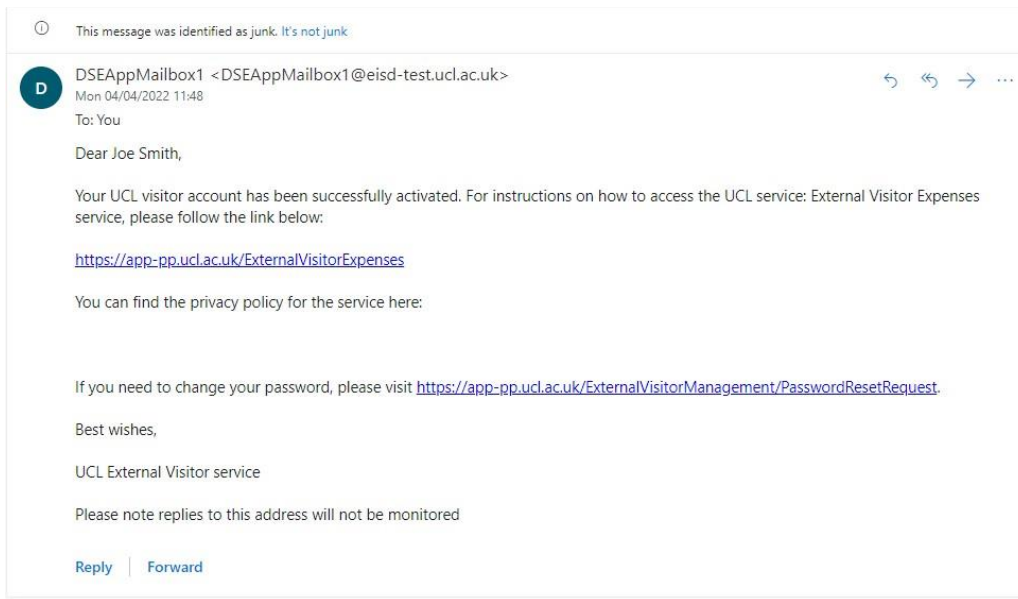 This message was identified as junk. It's not junk
D
DSEAppMailbox1 <DSEAppMailbox1@eisd-test.ucl.ac.uk>
Mon 04/04/2022 11:48
To: You
Dear Joe Smith,
Your UCL visitor account has been successfully activated. For instructions on how to access the UCL service: External Visitor Expenses
service, please follow the link below:
https://app-pp.ucl.ac.uk/ExternalVisitorExpenses
You can find the privacy policy for the service here:
If you need to change your password, please visit https://app-pp.ucl.ac.uk/ExternalVisitorManagement/PasswordResetRequest.
Best wishes,
UCL External Visitor service
Please note replies to this address will not be monitored
Reply Forward